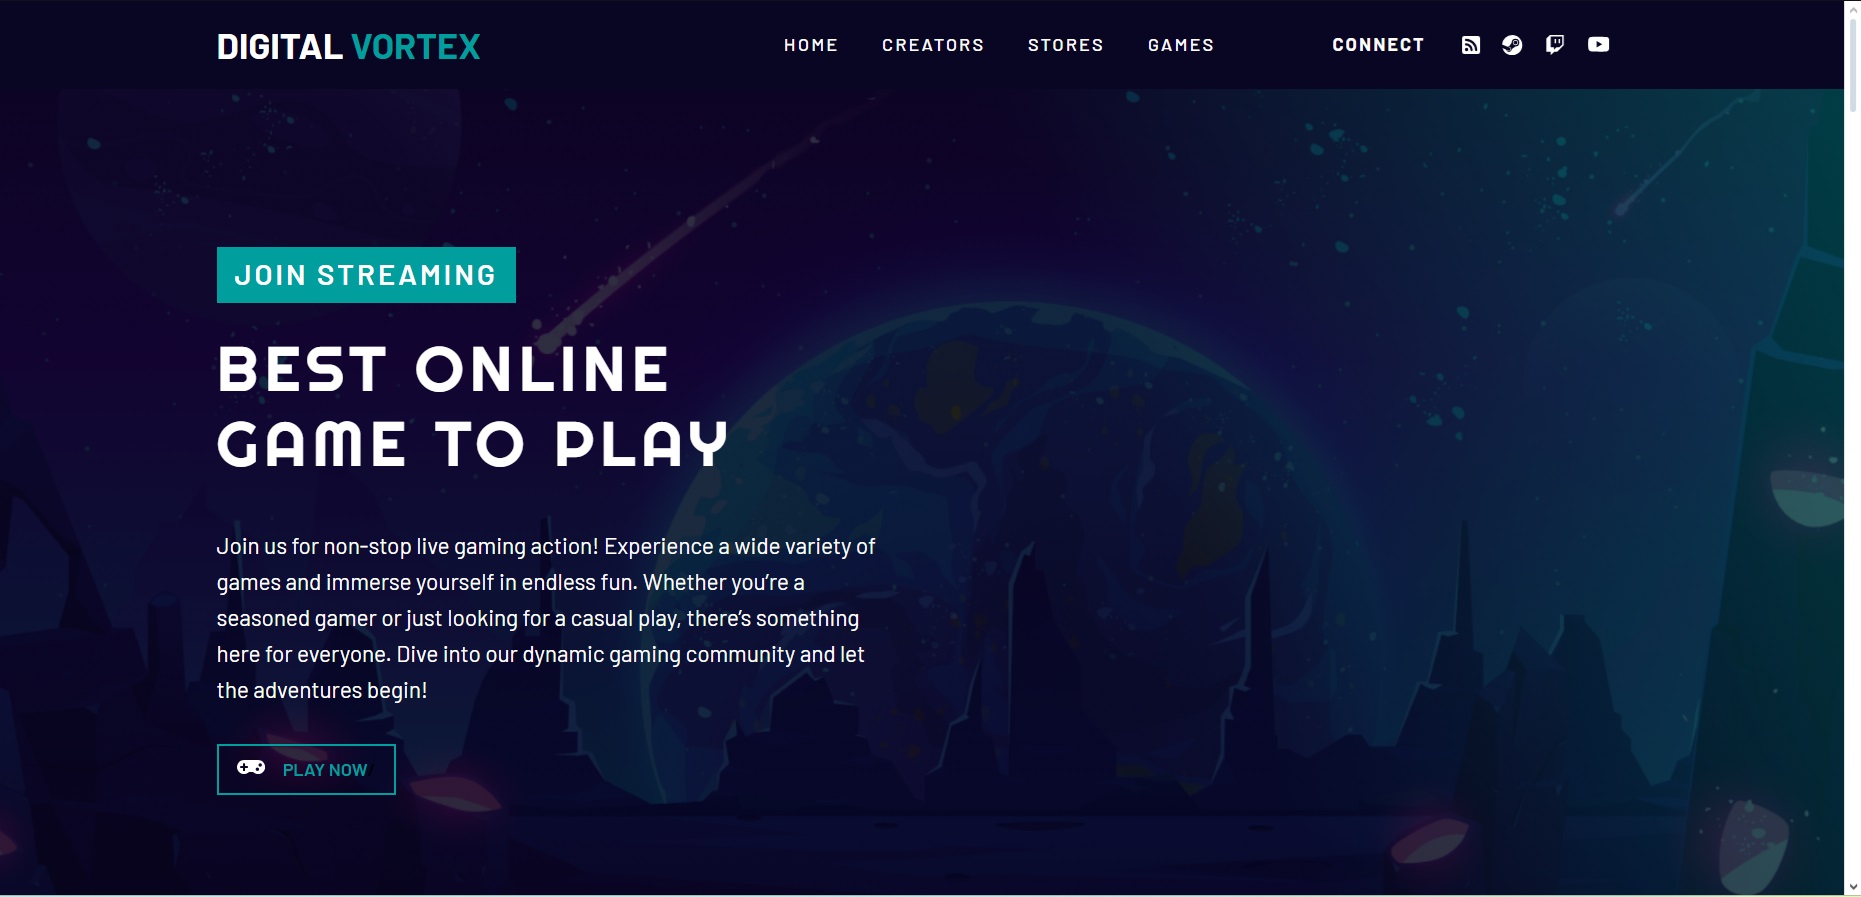 DIGITAL VORTEX
HOME CREATORS STORES GAMES CONNECT
JOIN STREAMING
BEST ONLINE
GAME TO PLAY
Join us for non-stop live gaming action! Experience a wide variety of
games and immerse yourself in endless fun. Whether you’re a
seasoned gamer or just looking for a casual play, there’s something
here for everyone. Dive into our dynamic gaming community and let
the adventures begin!
PLAY NOW